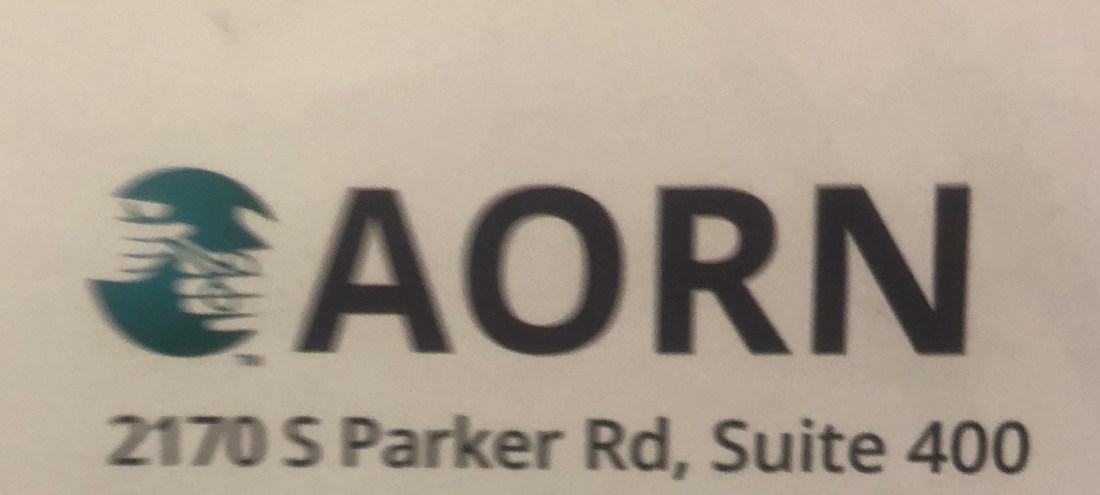 AORN
2170 S Parker Rd, Suite 400